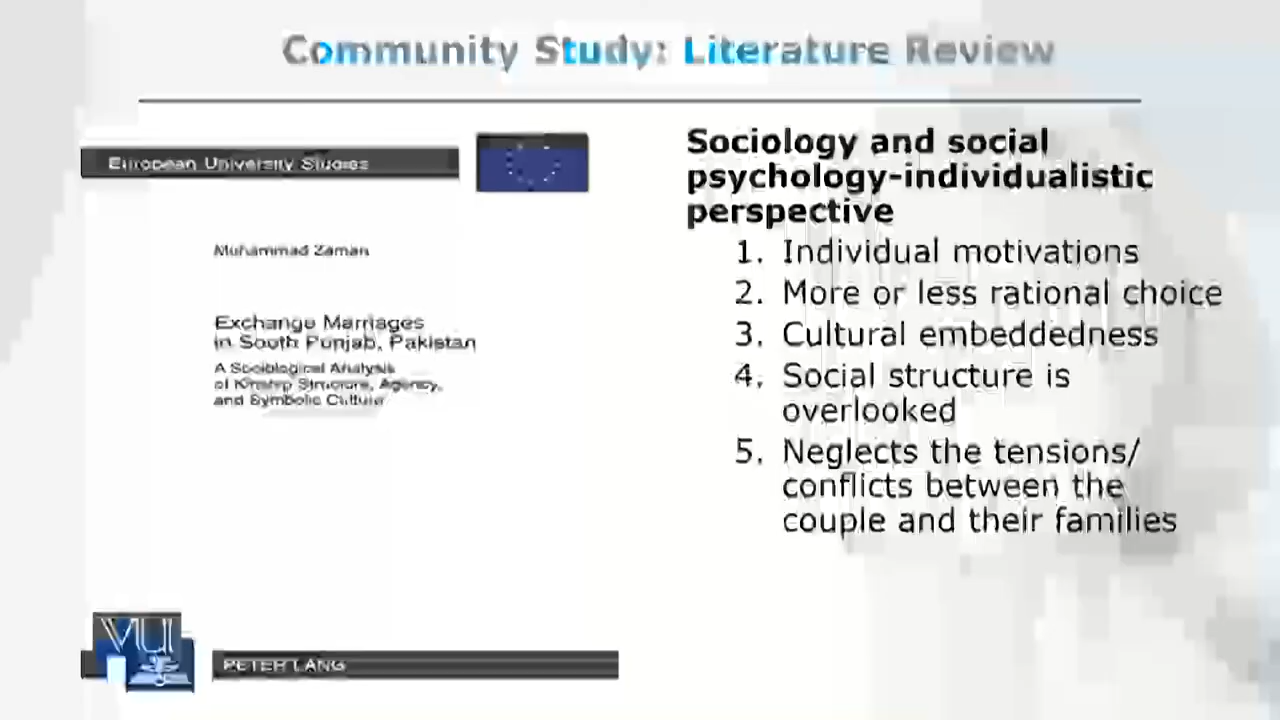 Community Study: Literature Review
European University Studies
Muhammad Zaman
Exchange Marriages
in South Punjab, Pakistan
A Sociological Analysis
of Kinship Structure, Agency,
and Symbolic Culture
PETER LANG
VU
Sociology and social
psychology-individualistic
perspective
1. Individual motivations
2. More or less rational choice
3. Cultural embeddedness
4. Social structure is
overlooked
5. Neglects the tensions/
conflicts between the
couple and their families